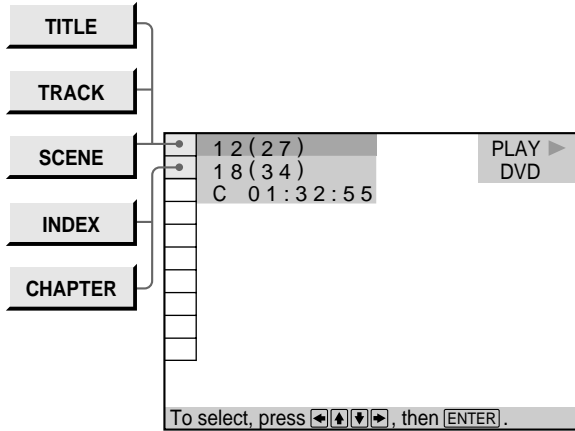 TITLE
TRACK
SCENE
INDEX
CHAPTER
12(27)
18(34)
C 01:32:55
PLAY
DVD
To select, press , then ENTER .